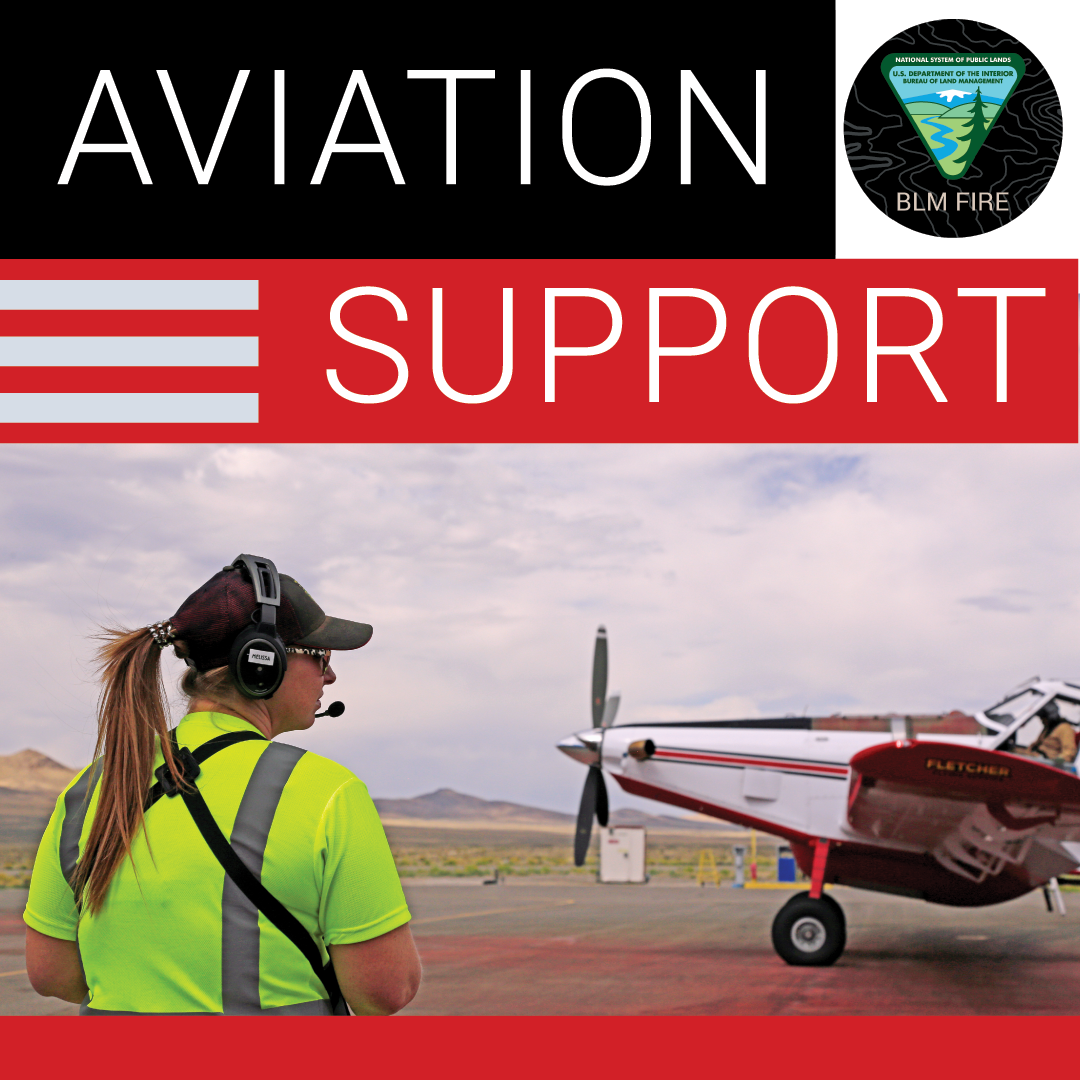 AVIATION
NATIONAL SYSTEM OF PUBLIC LANDS
U.S. DEPARTMENT OF THE INTERIOR
BUREAU OF LAND MANAGEMENT
BLM FIRE
SUPPORT
MELISSA
FLETCHER